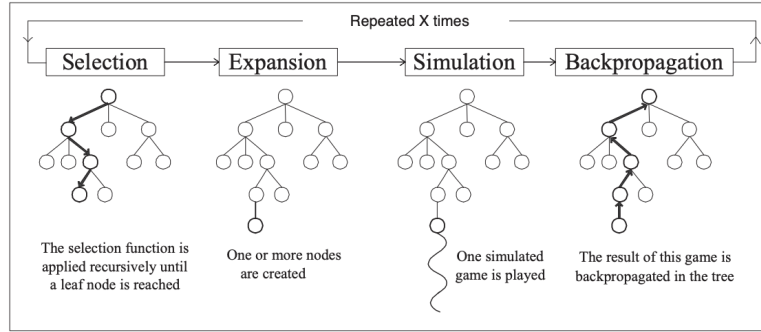 Repeated X times
Selection
Expansion
Simulation
Backpropagation
The selection function is
applied recursively until
a leaf node is reached
One or more nodes
are created
One simulated
game is played
The result of this game is
backpropagated in the tree